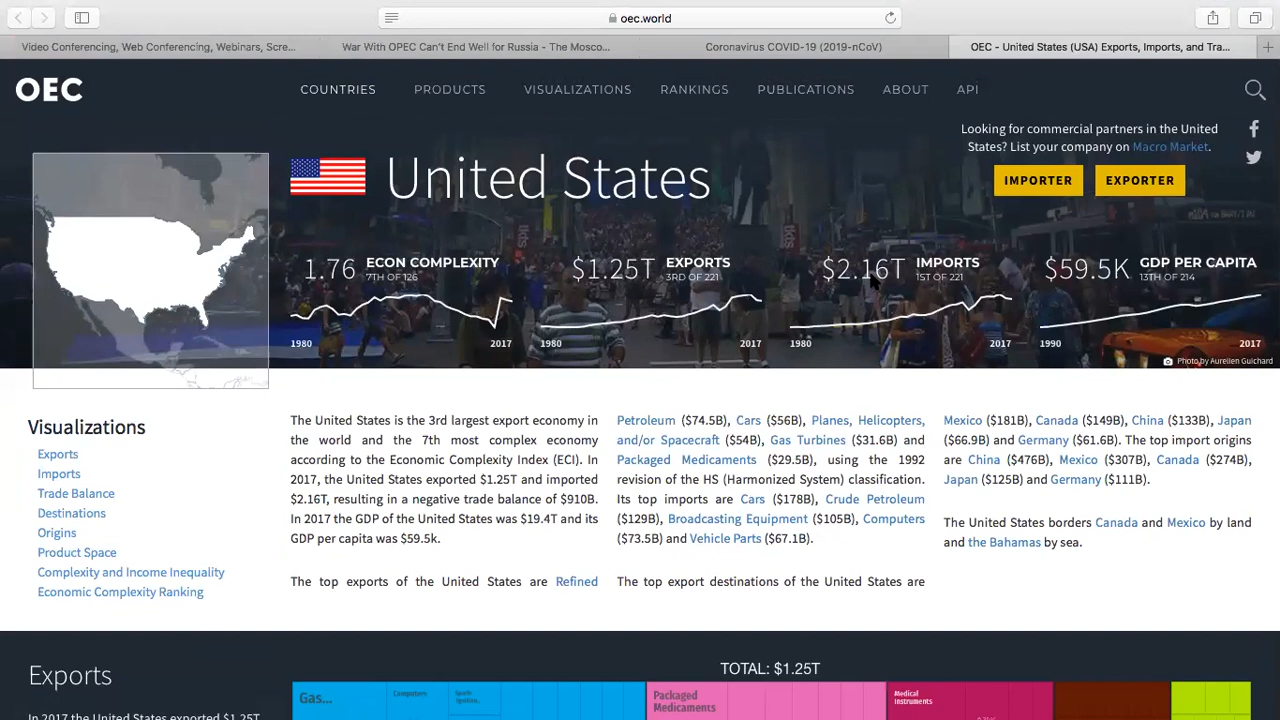 oec.world
Video Conferencing, Web Conferencing, Webinars, Scre...
War With OPEC Can't End Well for Russia - The Mosco...
Coronavirus COVID-19 (2019-nCoV)
OEC - United States (USA) Exports, Imports, and Tra...
OEC
COUNTRIES
PRODUCTS
VISUALIZATIONS
RANKINGS
PUBLICATIONS
ABOUT
API
Looking for commercial partners in the United
States? List your company on Macro Market.
IMPORTER
EXPORTER
United States
1.76 ECON COMPLEXITY
7TH OF 126
$1.25T EXPORTS
3RD OF 221
$2.16T IMPORTS
1ST OF 221
$59.5K GDP PER CAPITA
13TH OF 214
1980 2017
1980 2017
1980 2017
1990 2017
Photo by Aurelien Guichard
Visualizations
Exports
Imports
Trade Balance
Destinations
Origins
Product Space
Complexity and Income Inequality
Economic Complexity Ranking
The United States is the 3rd largest export economy in
the world and the 7th most complex economy
according to the Economic Complexity Index (ECI). In
2017, the United States exported $1.25T and imported
$2.16T, resulting in a negative trade balance of $910B.
In 2017 the GDP of the United States was $19.4T and its
GDP per capita was $59.5k.
The top exports of the United States are Refined
Petroleum ($74.5B), Cars ($56B), Planes, Helicopters,
and/or Spacecraft ($54B), Gas Turbines ($31.6B) and
Packaged Medicaments ($29.5B), using the 1992
revision of the HS (Harmonized System) classification.
Its top imports are Cars ($178B), Crude Petroleum
($129B), Broadcasting Equipment ($105B), Computers
($73.5B) and Vehicle Parts ($67.1B).
The top export destinations of the United States are
Mexico ($181B), Canada ($149B), China ($133B), Japan
($66.9B) and Germany ($61.6B). The top import origins
are China ($476B), Mexico ($307B), Canada ($274B),
Japan ($125B) and Germany ($111B).
The United States borders Canada and Mexico by land
and the Bahamas by sea.
Exports
In 2017 the United States exported $1.25T
TOTAL: $1.25T
Gas...
Computers
Spark-
Ignition...
Packaged
Medicaments
Medical
Instruments